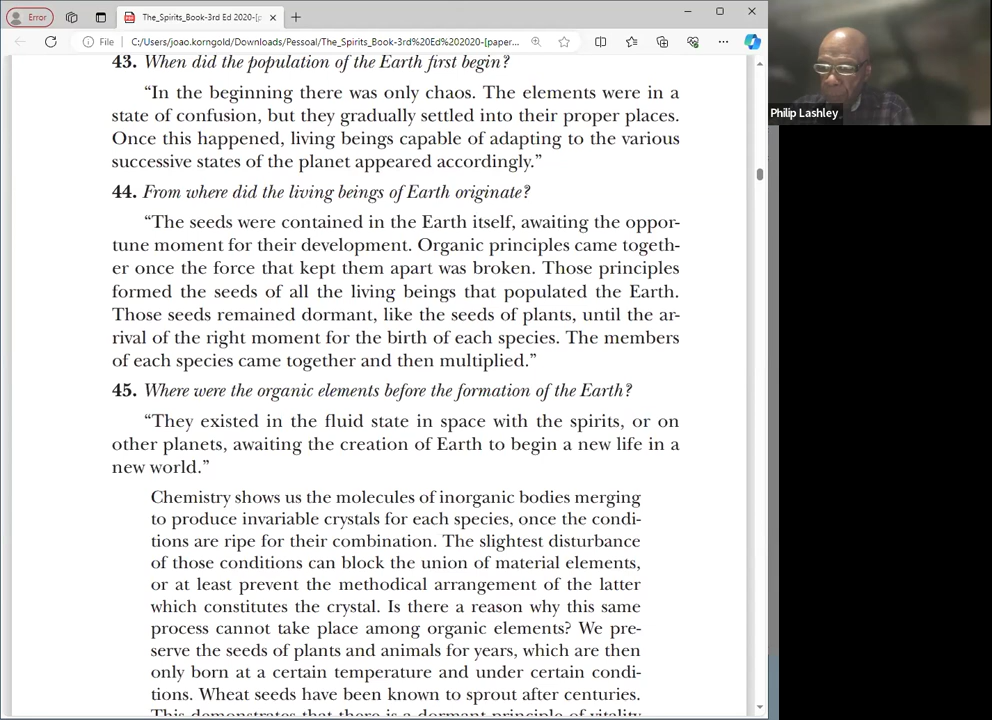 Error
The_Spirits_Book-3rd Ed 2020-[p
File
C:/Users/joao.korngold/Downloads/Pessoal/The_Spirits_Book-3rd%20Ed%202020-[paper...
43. When did the population of the Earth first begin?
“In the beginning there was only chaos. The elements were in a
state of confusion, but they gradually settled into their proper places.
Once this happened, living beings capable of adapting to the various
successive states of the planet appeared accordingly.”
44. From where did the living beings of Earth originate?
“The seeds were contained in the Earth itself, awaiting the oppor-
tune moment for their development. Organic principles came togeth-
er once the force that kept them apart was broken. Those principles
formed the seeds of all the living beings that populated the Earth.
Those seeds remained dormant, like the seeds of plants, until the ar-
rival of the right moment for the birth of each species. The members
of each species came together and then multiplied.”
45. Where were the organic elements before the formation of the Earth?
“They existed in the fluid state in space with the spirits, or on
other planets, awaiting the creation of Earth to begin a new life in a
new world.”
Chemistry shows us the molecules of inorganic bodies merging
to produce invariable crystals for each species, once the condi-
tions are ripe for their combination. The slightest disturbance
of those conditions can block the union of material elements,
or at least prevent the methodical arrangement of the latter
which constitutes the crystal. Is there a reason why this same
process cannot take place among organic elements? We pre-
serve the seeds of plants and animals for years, which are then
only born at a certain temperature and under certain condi-
tions. Wheat seeds have been known to sprout after centuries.
This demonstrates that there is a dormant principle of vitality
Philip Lashley